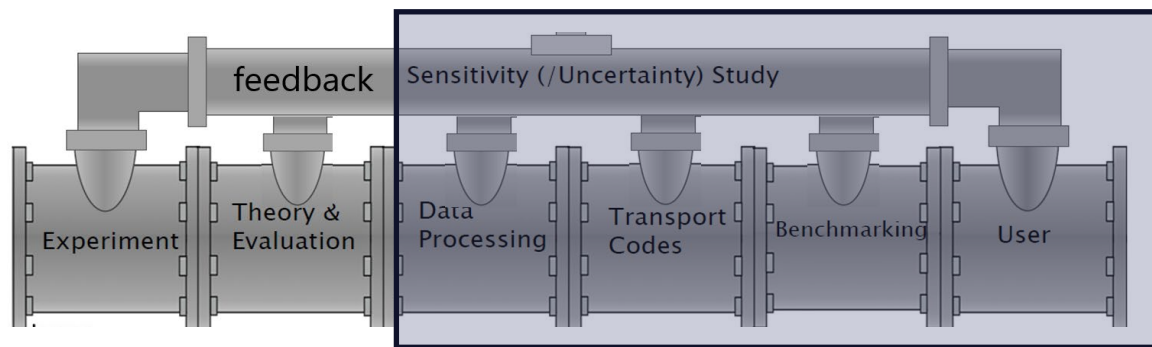 feedback Sensitivity (/Uncertainty) Study
Experiment
Theory &
Evaluation
Data
Processing
Transport
Codes
Benchmarking
User